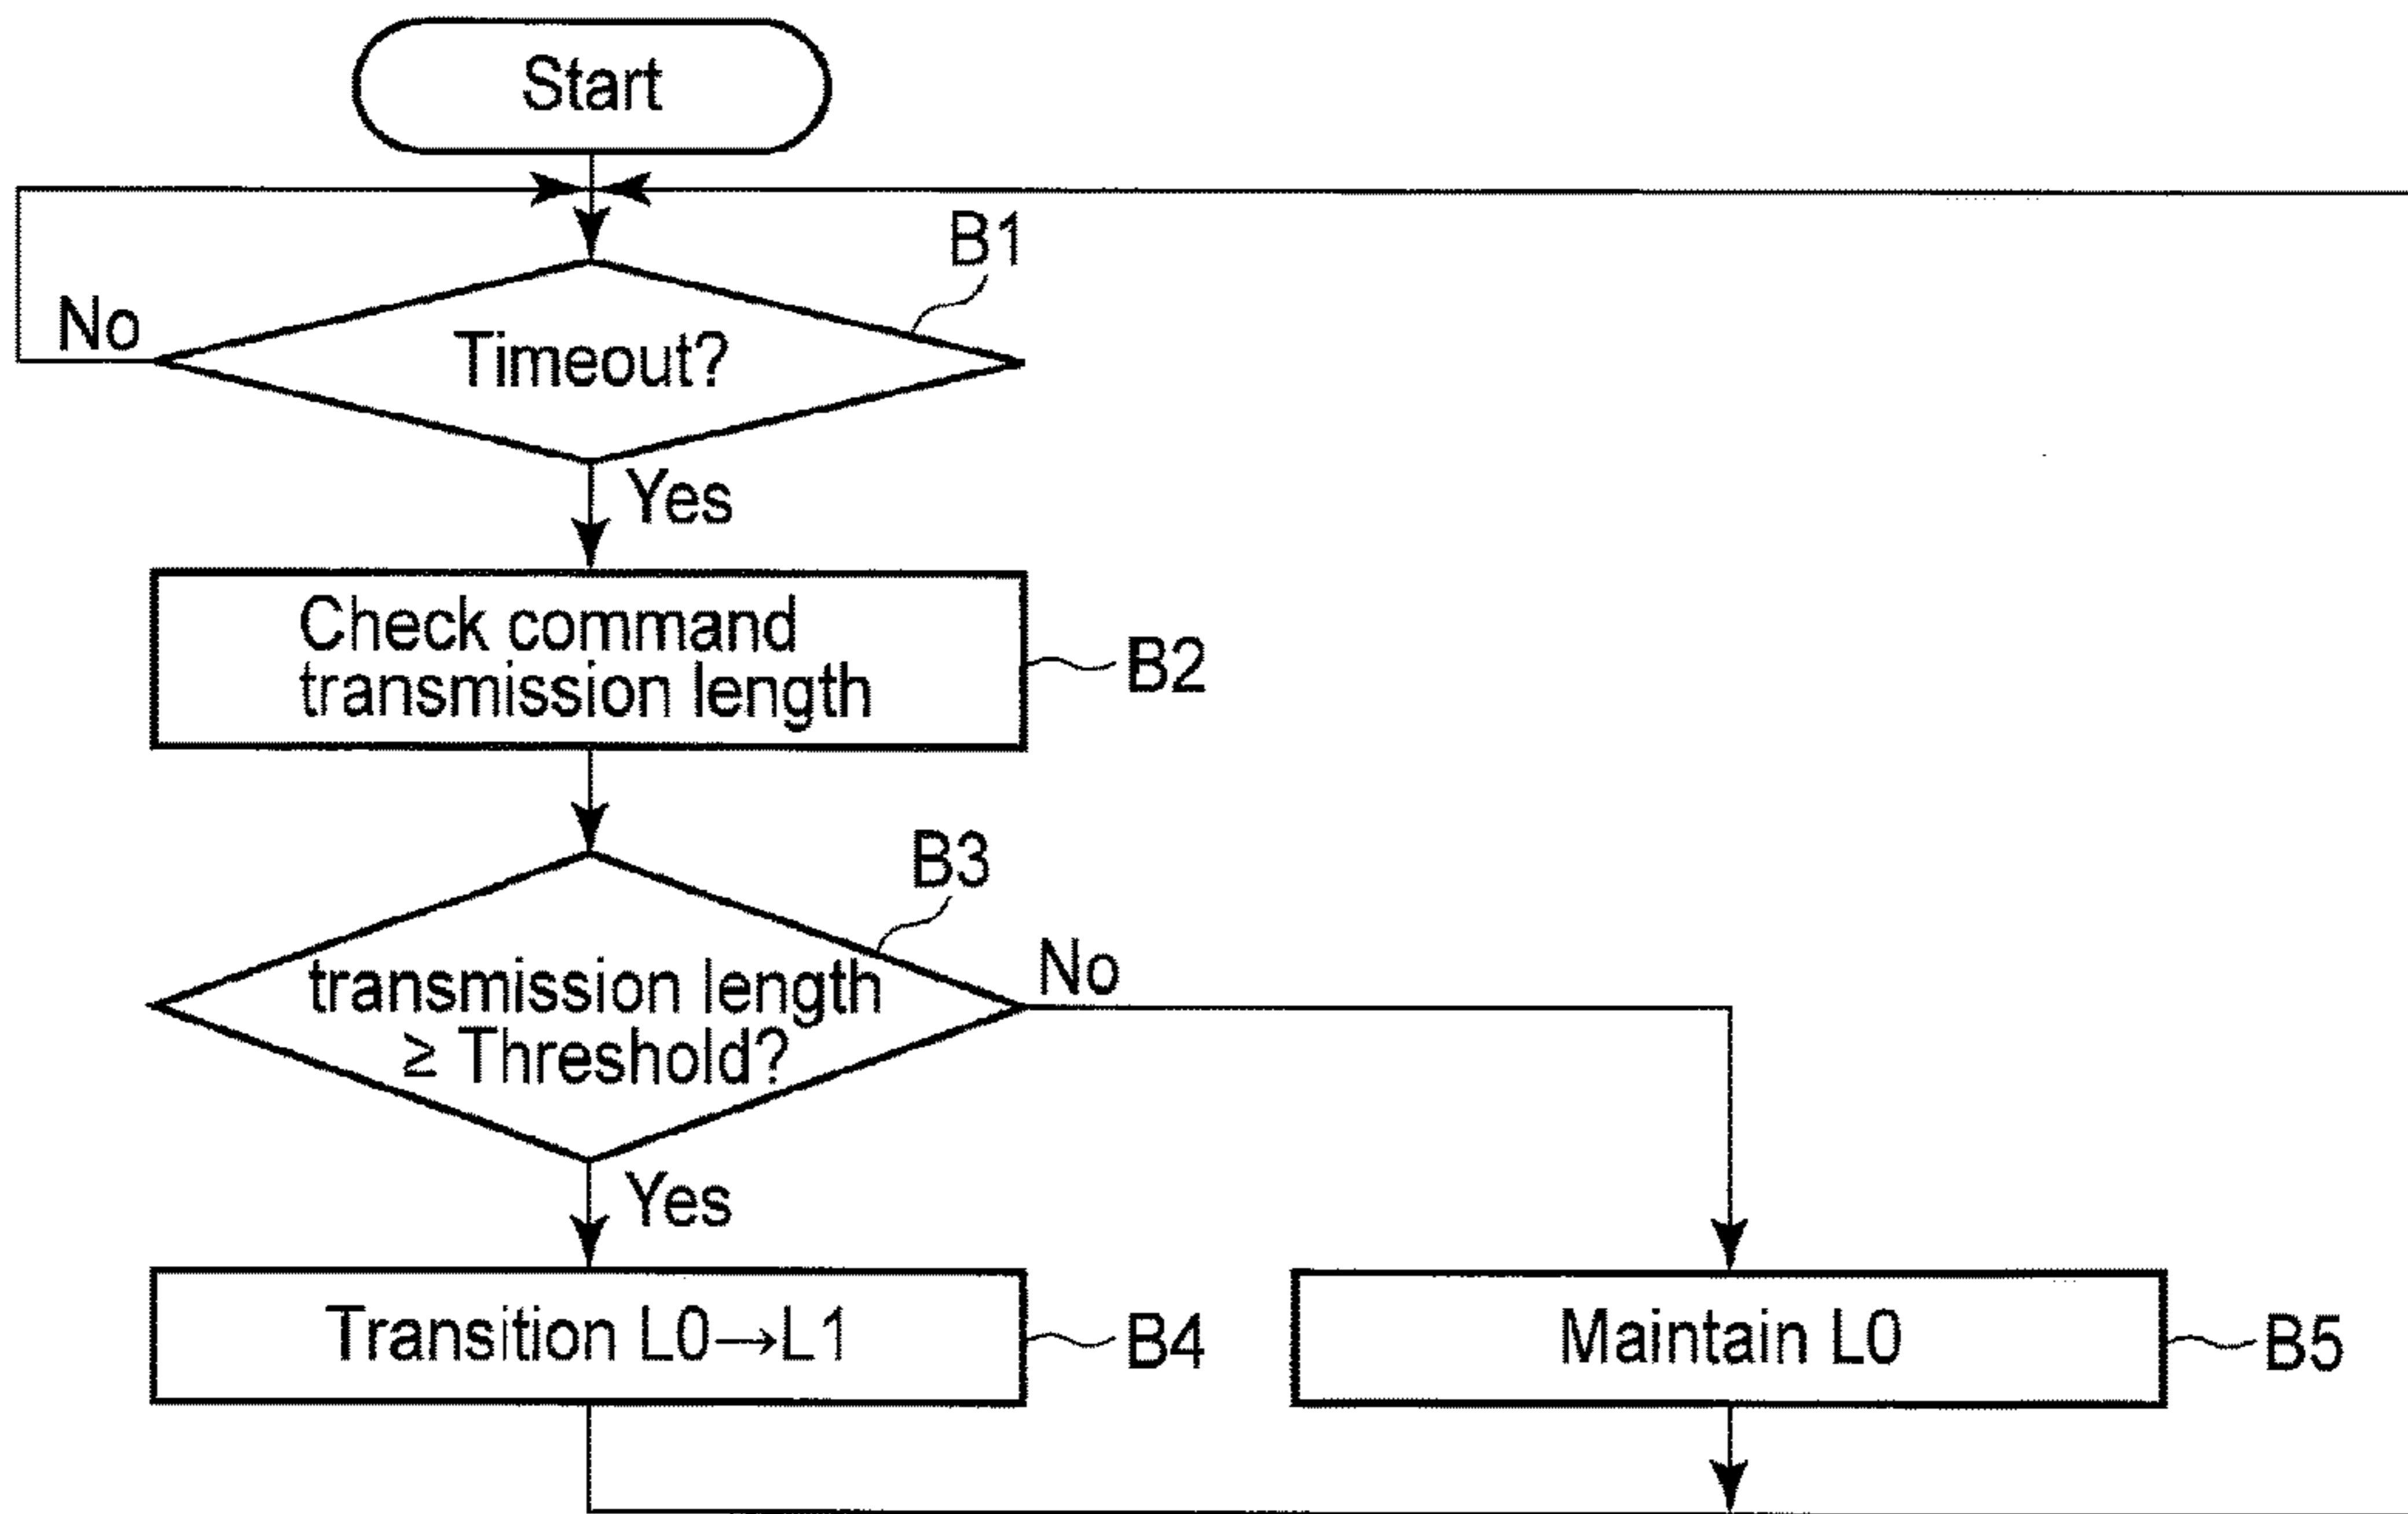 Start
B1
No
Timeout?
Yes
Check command
transmission length
B2
B3
transmission length
≥ Threshold?
No
Yes
Transition L0→L1
B4
Maintain L0
B5